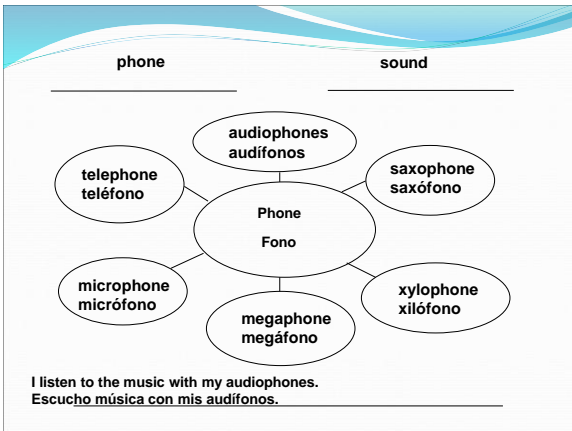 phone
sound
audiophones
audífonos
telephone
teléfono
saxophone
saxófono
Phone
Fono
microphone
micrófono
xylophone
xilófono
megaphone
megáfono
I listen to the music with my audiophones.
Escucho música con mis audífonos.